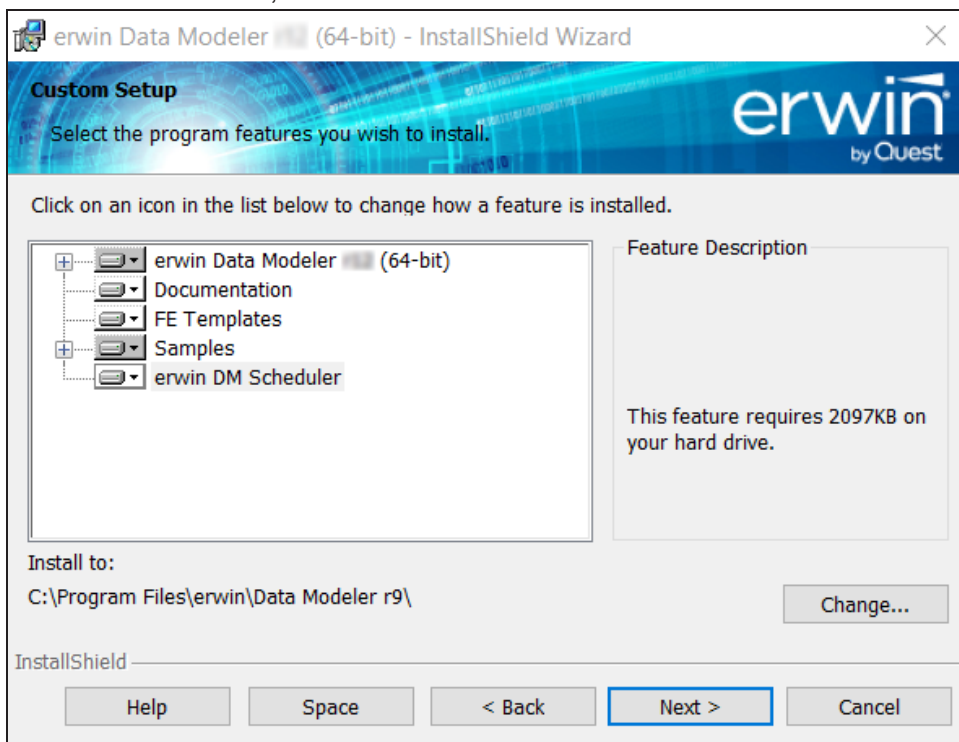 erwin Data Modeler (64-bit) - InstallShield Wizard
Custom Setup
Select the program features you wish to install.
erwin
by Quest
Click on an icon in the list below to change how a feature is installed.
erwin Data Modeler (64-bit)
Documentation
FE Templates
Samples
erwin DM Scheduler
Feature Description
This feature requires 2097KB on
your hard drive.
Install to:
C:\Program Files\erwin\Data Modeler r9\
Change...
InstallShield
Help
Space
< Back
Next >
Cancel